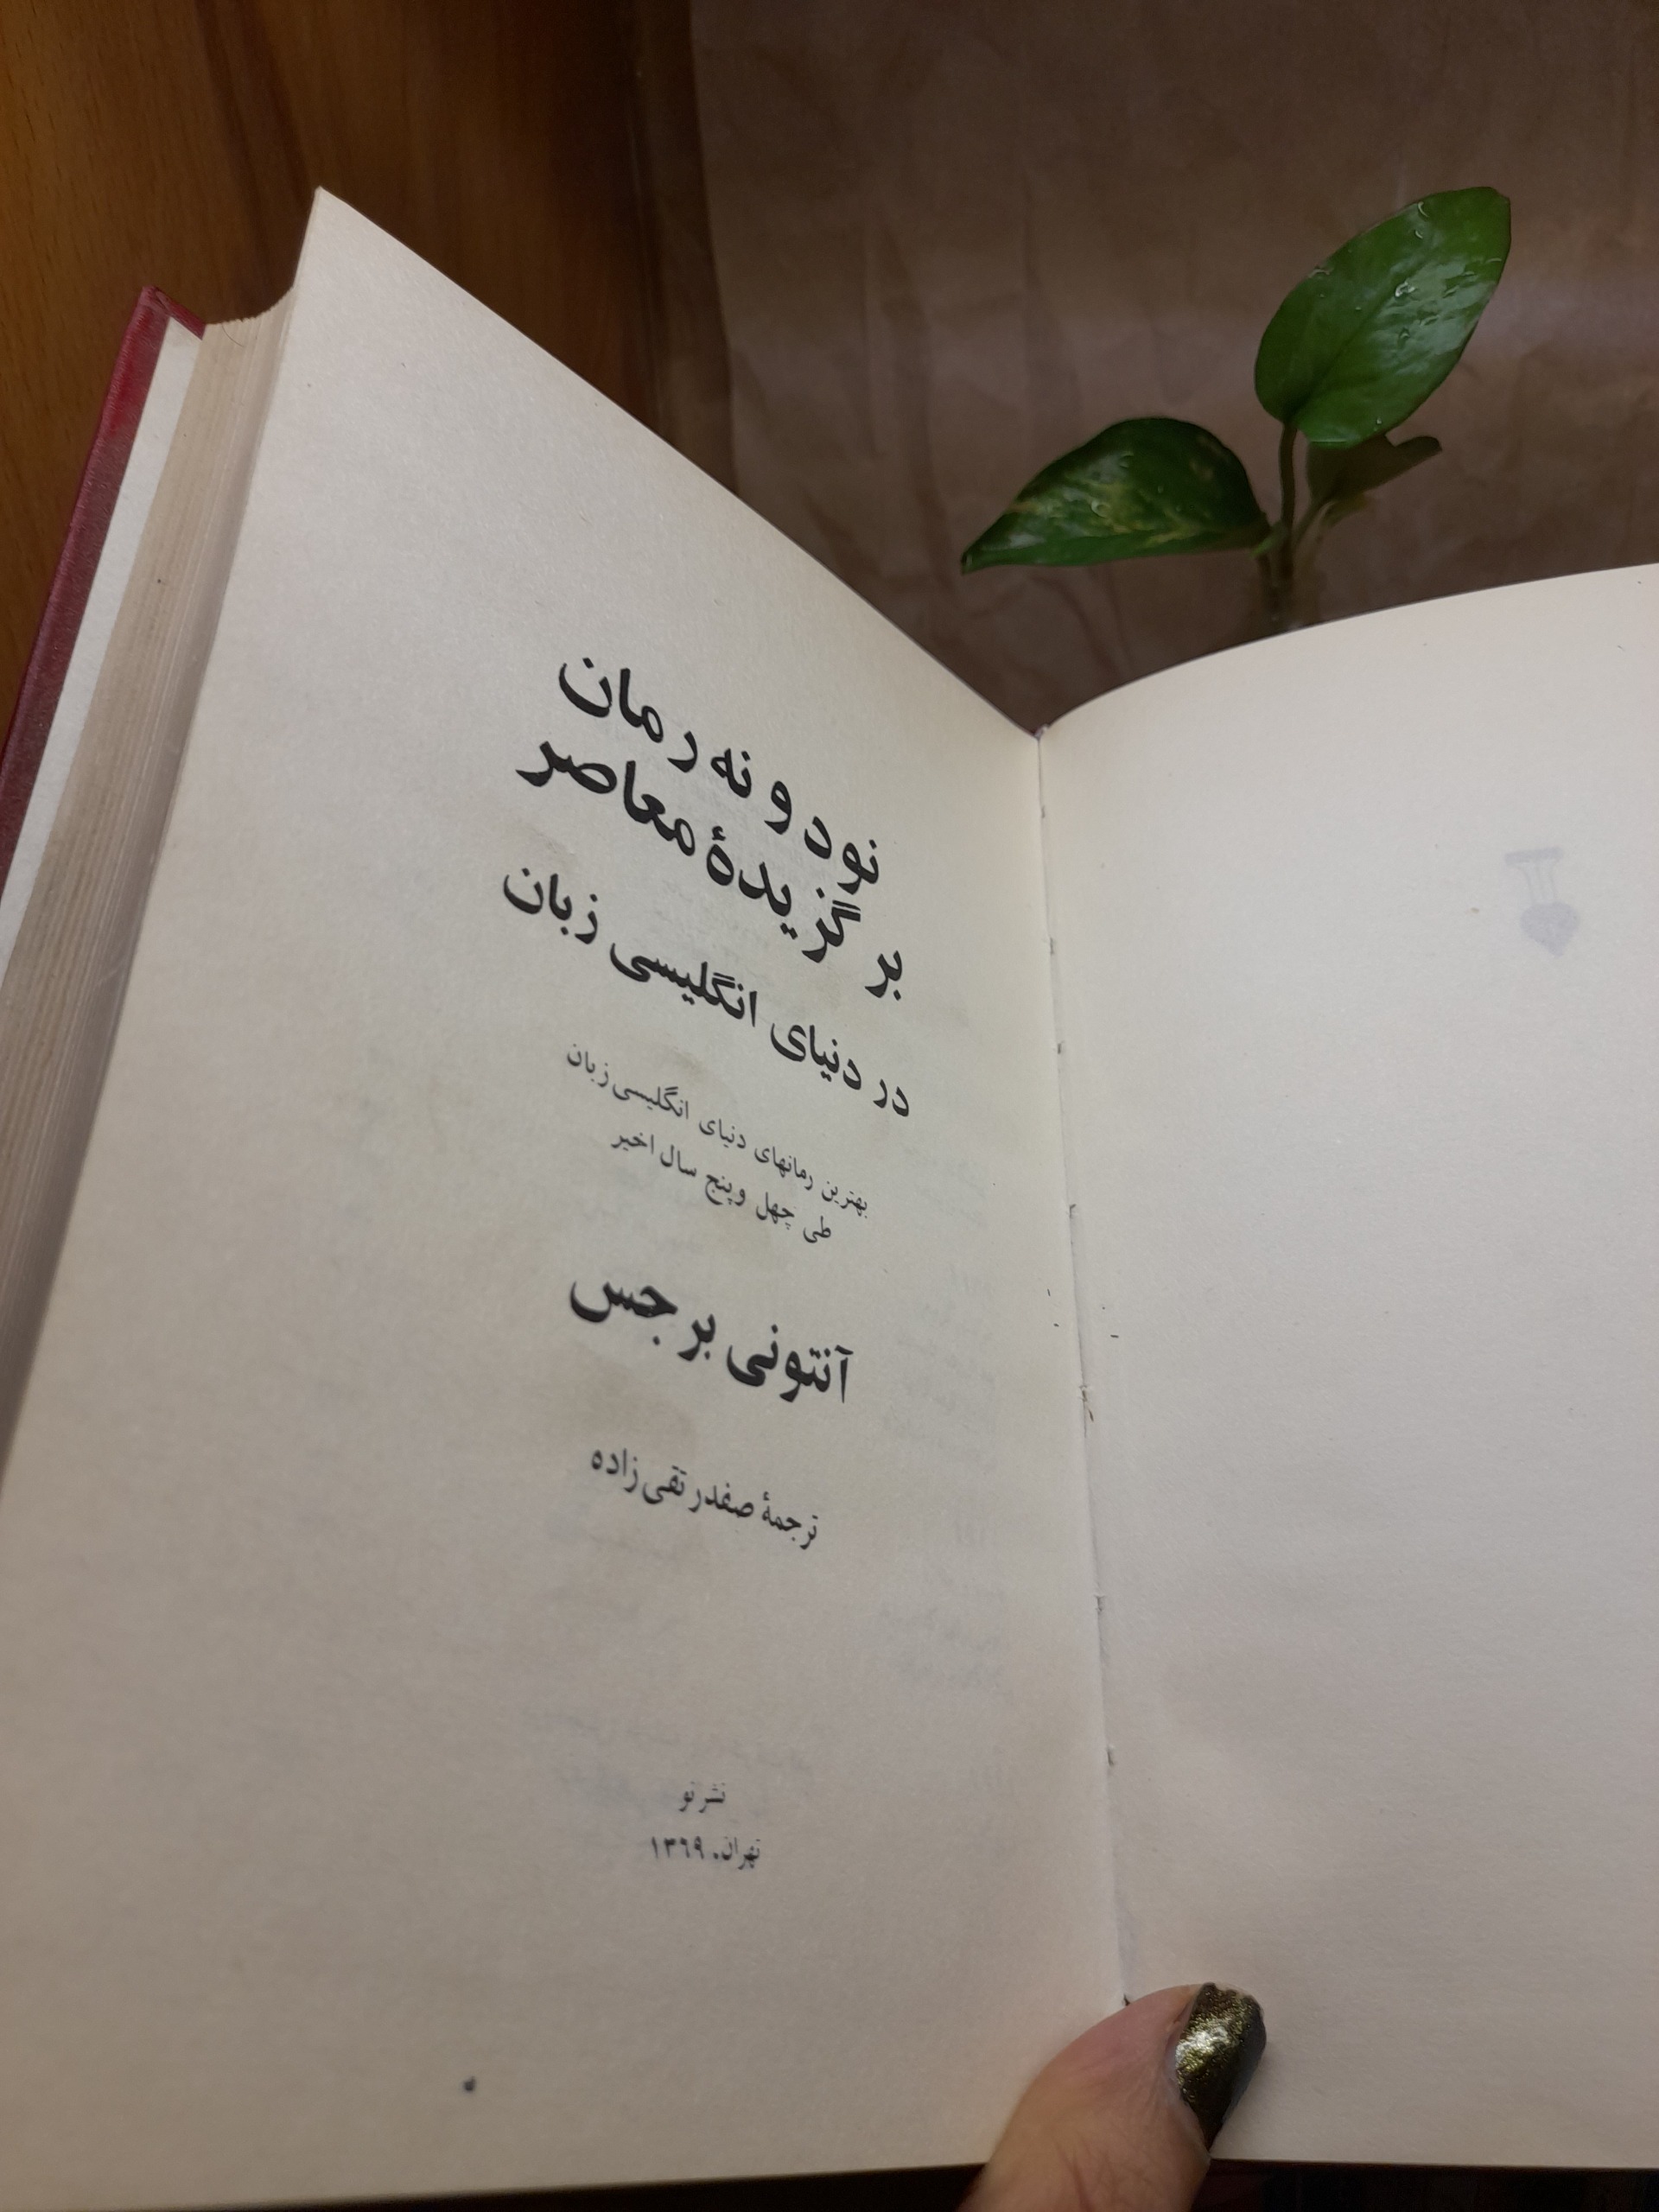 نود و نه رمان
برگزیدهٔ معاصر
در دنیای انگلیسی زبان
بهترین رمانهای دنیای انگلیسی زبان
طی چهل و پنج سال اخیر
آنتونی برجس
ترجمهٔ صفدر تقی‌زاده
نشر نو
تهران. ۱۳۶۹